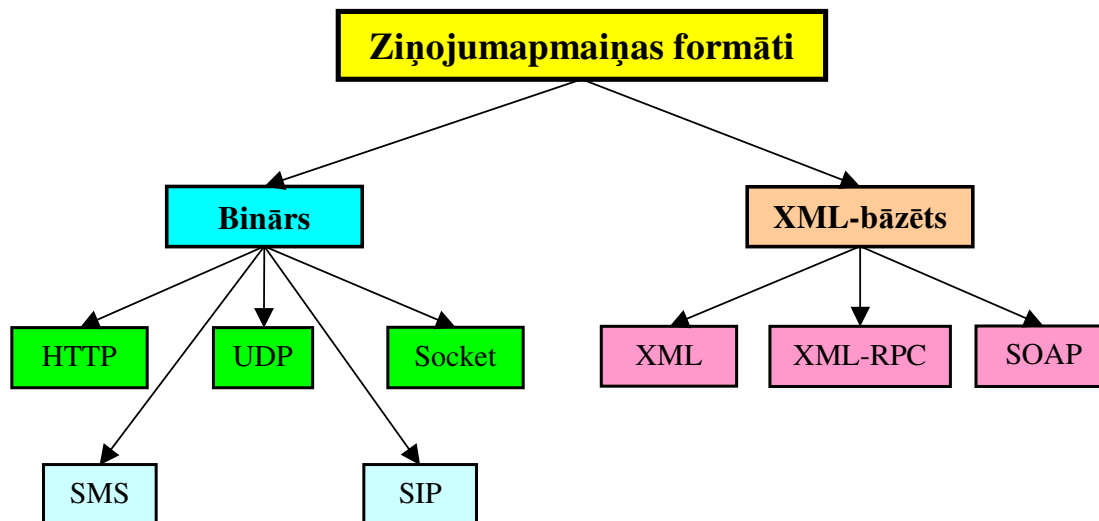 Ziņojumapmaiņas formāti
Binārs
XML-bāzēts
HTTP
UDP
Socket
XML
XML-RPC
SOAP
SMS
SIP